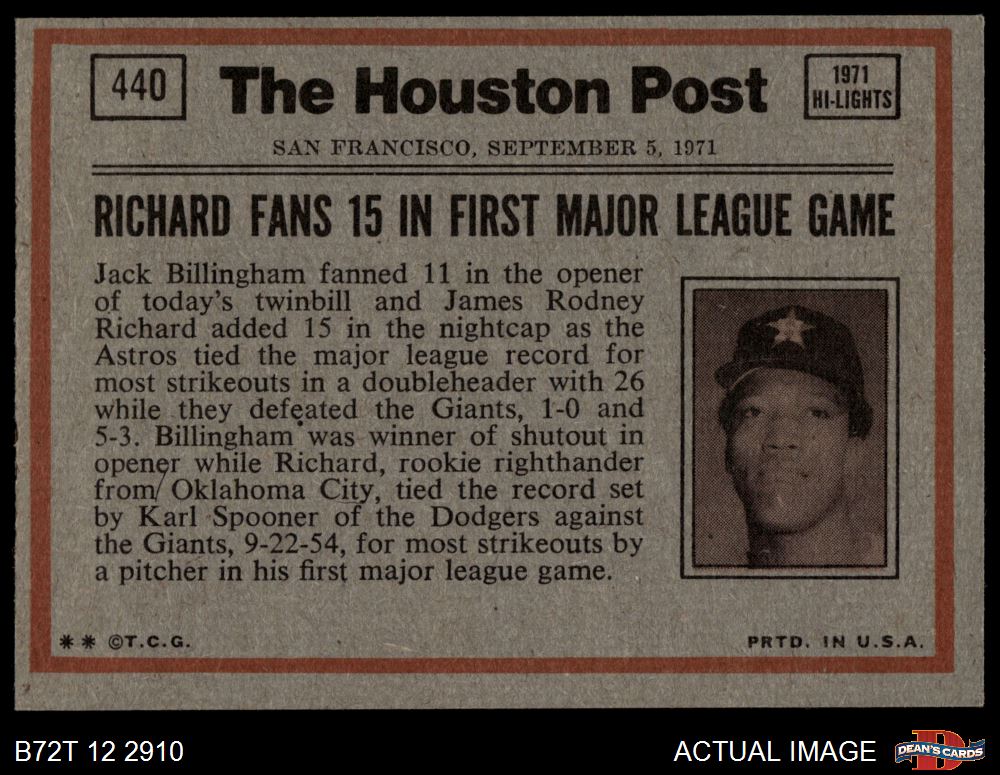 440
The Houston Post
1971
HI-LIGHTS
SAN FRANCISCO, SEPTEMBER 5, 1971
RICHARD FANS 15 IN FIRST MAJOR LEAGUE GAME
Jack Billingham fanned 11 in the opener
of today's twinbill and James Rodney
Richard added 15 in the nightcap as the
Astros tied the major league record for
most strikeouts in a doubleheader with 26
while they defeated the Giants, 1-0 and
5-3. Billingham was winner of shutout in
opener while Richard, rookie righthander
from Oklahoma City, tied the record set
by Karl Spooner of the Dodgers against
the Giants, 9-22-54, for most strikeouts by
a pitcher in his first major league game.
** ©T.C.G.
PRTD. IN U.S.A.
B72T 12 2910
ACTUAL IMAGE
D
DEAN'S CARDS